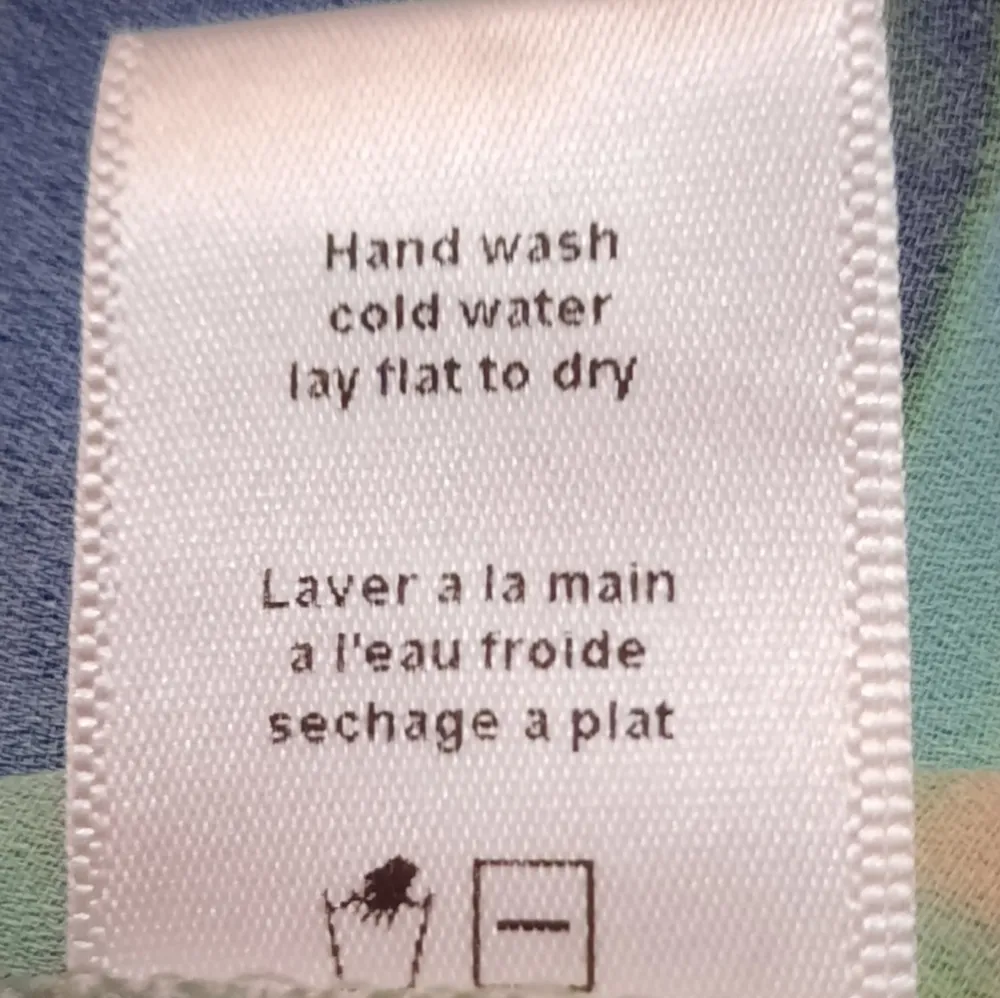 Hand wash
cold water
lay flat to dry
Laver a la main
a l'eau froide
sechage a plat